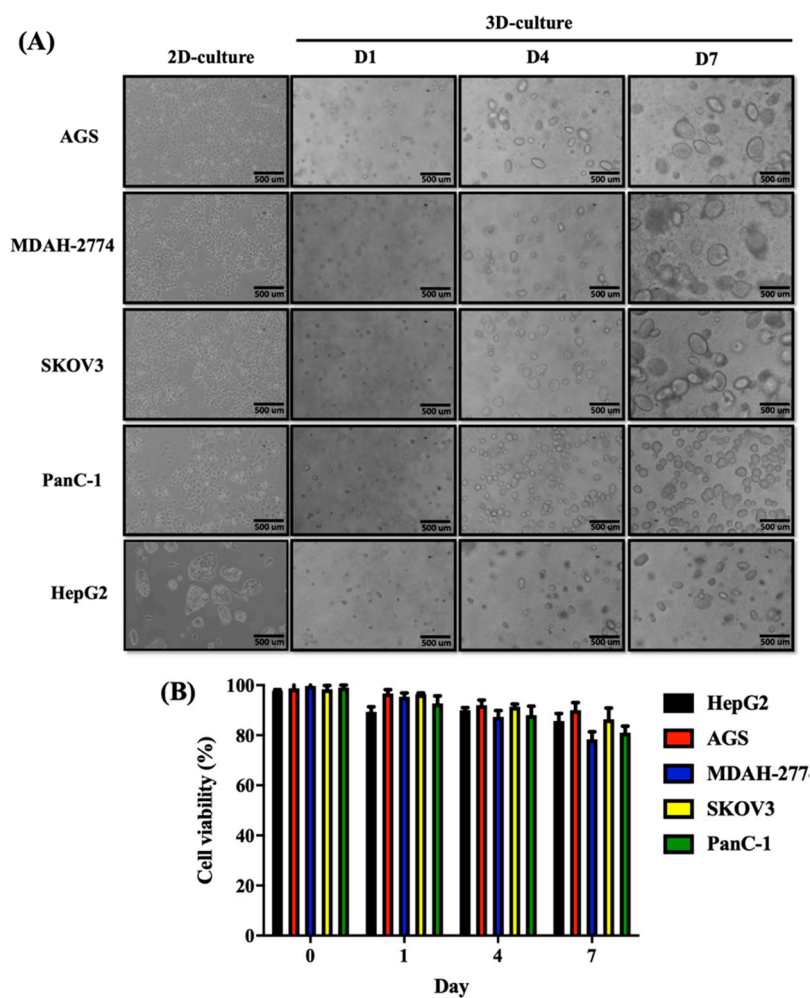 (A)
3D-culture
2D-culture D1 D4 D7
AGS
500 um 500 um 500 um 500 um
MDAH-2774
500 um 500 um 500 um 500 um
SKOV3
500 um 500 um 500 um 500 um
PanC-1
500 um 500 um 500 um 500 um
HepG2
500 um 500 um 500 um 500 um
(B)
100
80
60
40
20
0
Cell viability (%)
0 1 4 7
Day
HepG2
AGS
MDAH-277
SKOV3
PanC-1